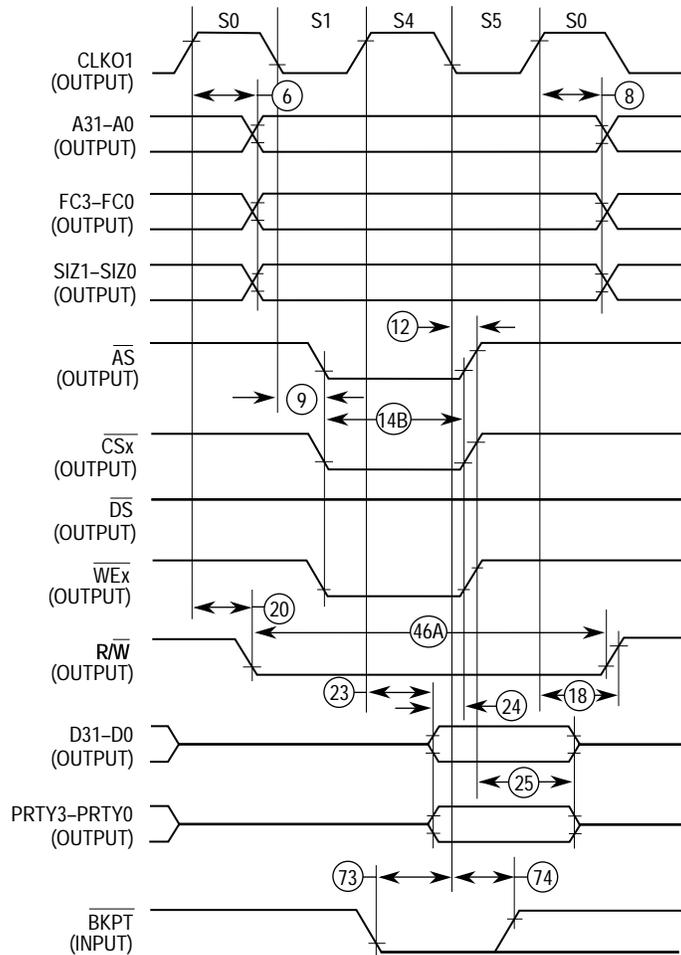 S0 S1 S4 S5 S0
CLKO1
(OUTPUT)
6
8
A31–A0
(OUTPUT)
FC3–FC0
(OUTPUT)
SIZ1–SIZ0
(OUTPUT)
12
AS
(OUTPUT)
9
14B
CSx
(OUTPUT)
DS
(OUTPUT)
WEx
(OUTPUT)
20
46A
R/W
(OUTPUT)
23
24
18
D31–D0
(OUTPUT)
25
PRTY3–PRTY0
(OUTPUT)
73
74
BKPT
(INPUT)